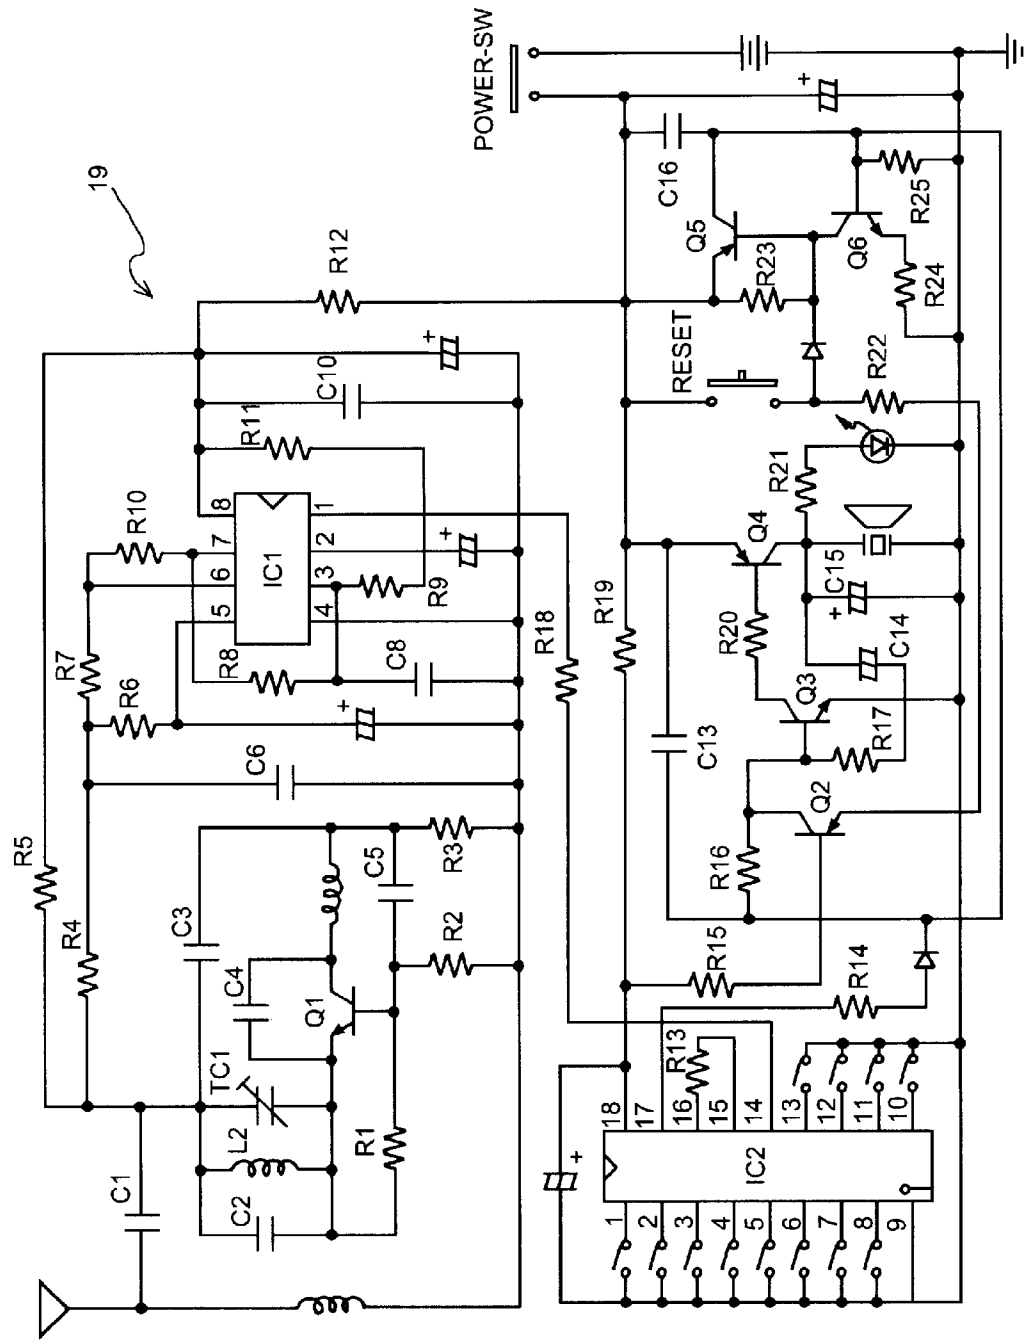 19
POWER-SW
R12
R5
R10
R11
C10
R7
R6
R8
8
7
6
5
IC1
1
2
3
4
R9
C8
R4
C6
C3
C5
R3
C4
R2
Q1
TC1
L2
R1
C1
C2
R18
R19
C16
Q5
R23
Q6
R25
R24
RESET
R22
R21
Q4
C15
R20
C14
Q3
R17
C13
Q2
R16
R15
R14
R13
18
17
16
15
14
13
12
11
10
IC2
1
2
3
4
5
6
7
8
9
+
+
+
+
+
+